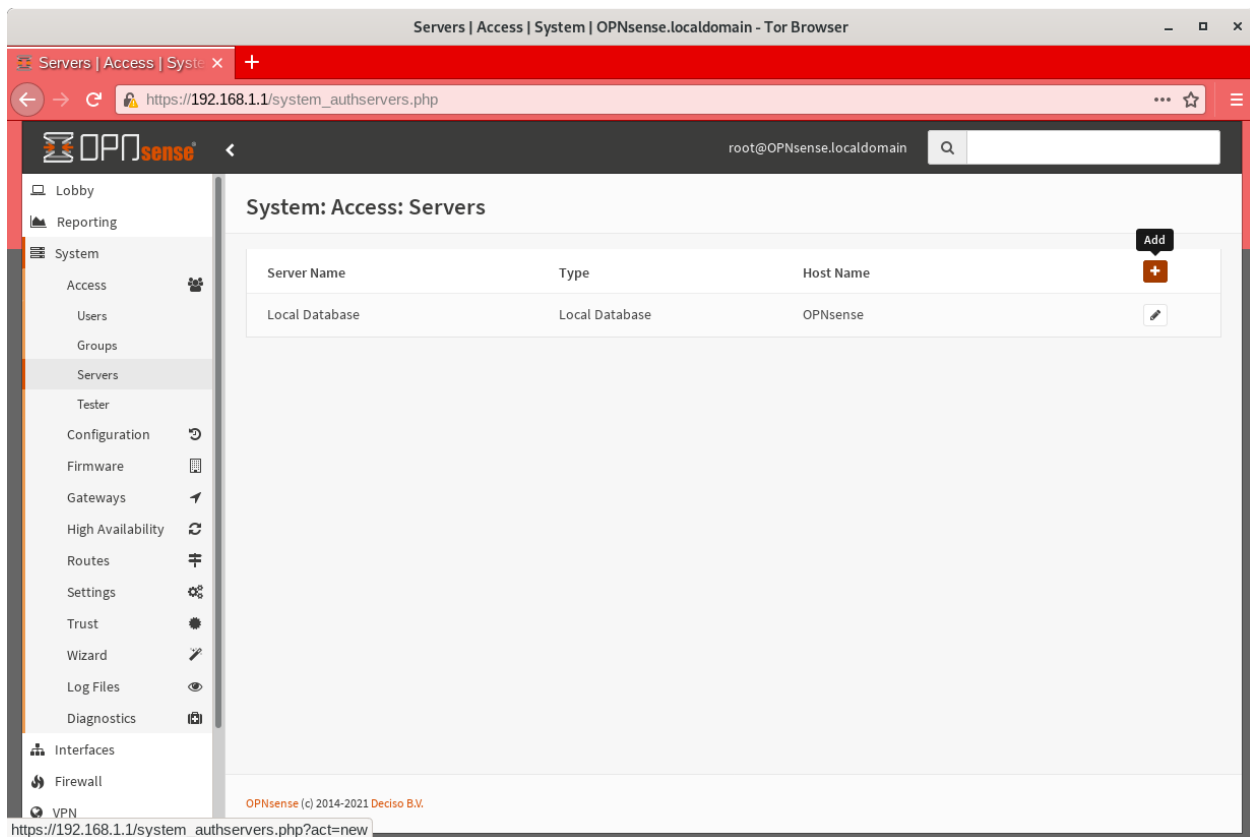 Servers | Access | System | OPNsense.localdomain - Tor Browser
Servers | Access | Syste
https://192.168.1.1/system_authservers.php
OPNsense
root@OPNsense.localdomain
Lobby
Reporting
System
Access
Users
Groups
Servers
Tester
Configuration
Firmware
Gateways
High Availability
Routes
Settings
Trust
Wizard
Log Files
Diagnostics
Interfaces
Firewall
VPN
System: Access: Servers
Add
Server Name Type Host Name
Local Database Local Database OPNsense
OPNsense (c) 2014-2021 Deciso B.V.
https://192.168.1.1/system_authservers.php?act=new